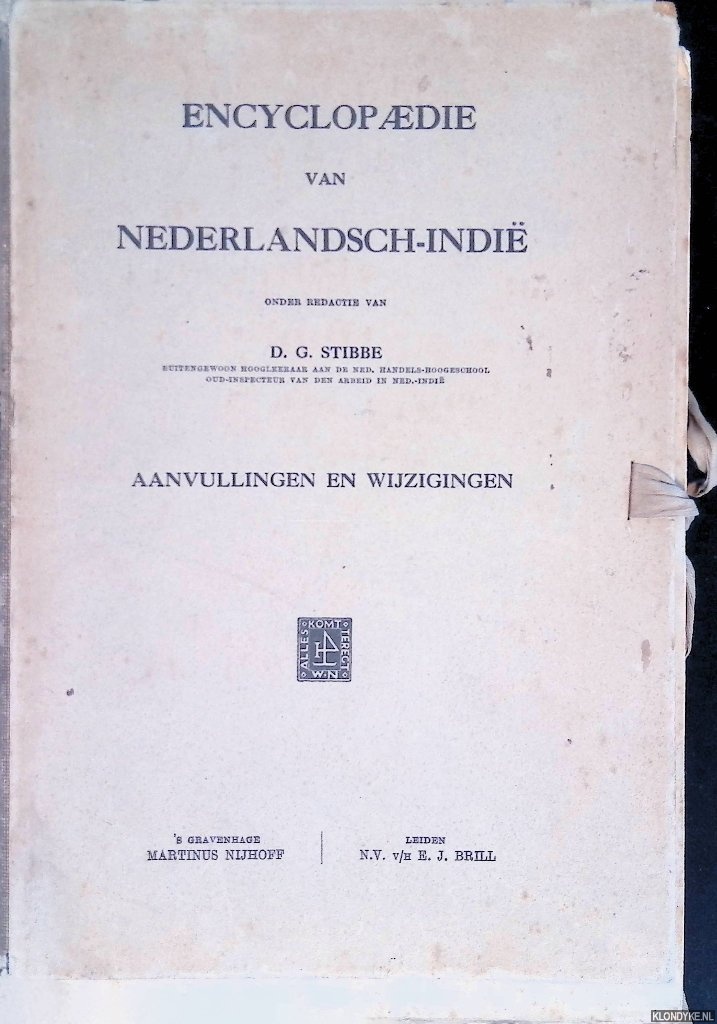 ENCYCLOPÆDIE
VAN
NEDERLANDSCH-INDIË
ONDER REDACTIE VAN
D. G. STIBBE
BUITENGEWOON HOOGLEERAAR AAN DE NED. HANDELS-HOOGESCHOOL
OUD-INSPECTEUR VAN DEN ARBEID IN NED.-INDIË
AANVULLINGEN EN WIJZIGINGEN
ALLES KOMT TERECT
W·N
'S GRAVENHAGE
MARTINUS NIJHOFF
LEIDEN
N.V. v/H E. J. BRILL
KLONDYKE.NL